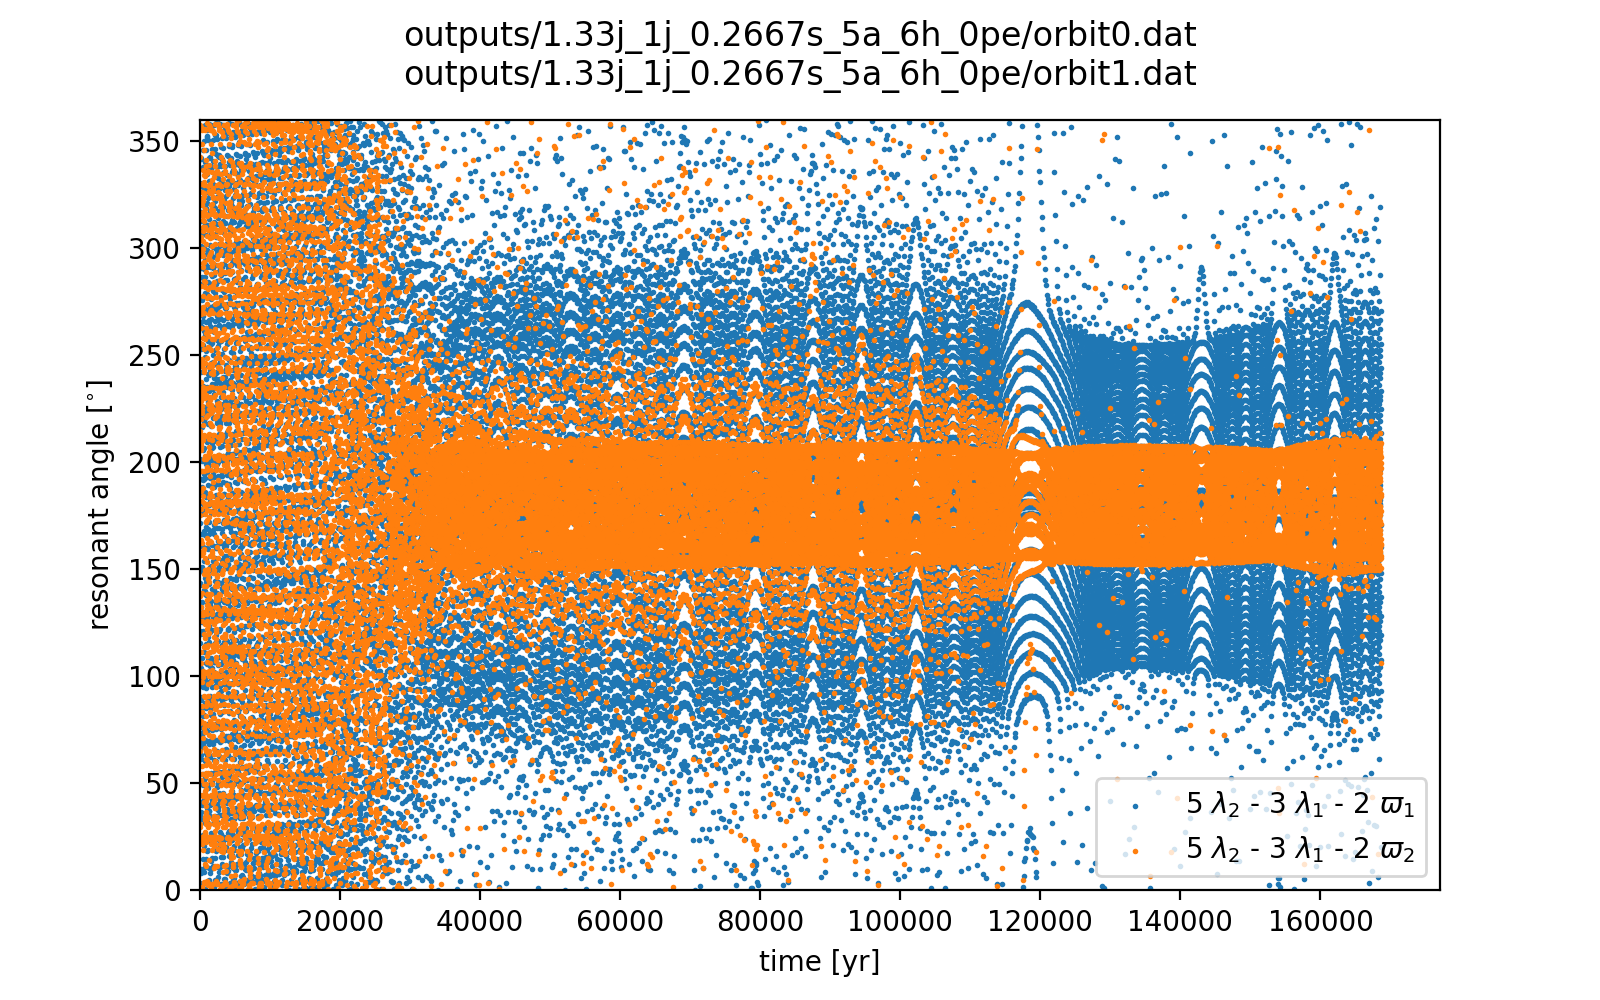 outputs/1.33j_1j_0.2667s_5a_6h_0pe/orbit0.dat
outputs/1.33j_1j_0.2667s_5a_6h_0pe/orbit1.dat
350
300
250
200
150
100
50
0
resonant angle [°]
5 λ₂ - 3 λ₁ - 2 ϖ₁
5 λ₂ - 3 λ₁ - 2 ϖ₂
0 20000 40000 60000 80000 100000 120000 140000 160000
time [yr]